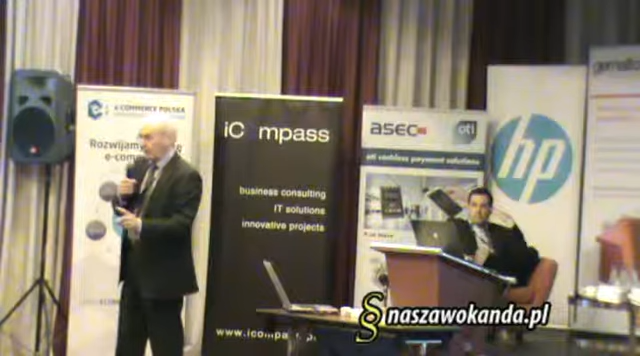 e-COMMERCE POLSKA
Rozwijamy
e-com
iC mpass
business consulting
IT solutions
innovative projects
www.icompa
asec
oti
oti cashless payment solutions
hp
gemalto
§ naszawokanda.pl